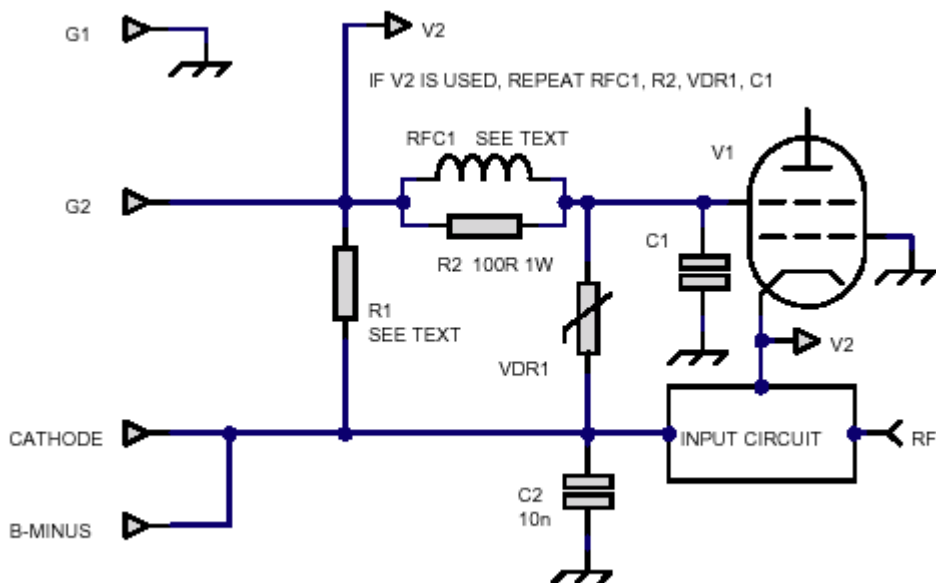 G1
V2
IF V2 IS USED, REPEAT RFC1, R2, VDR1, C1
RFC1 SEE TEXT
V1
G2
C1
R2 100R 1W
R1
SEE TEXT
V2
VDR1
CATHODE
INPUT CIRCUIT
RF
C2
10n
B-MINUS